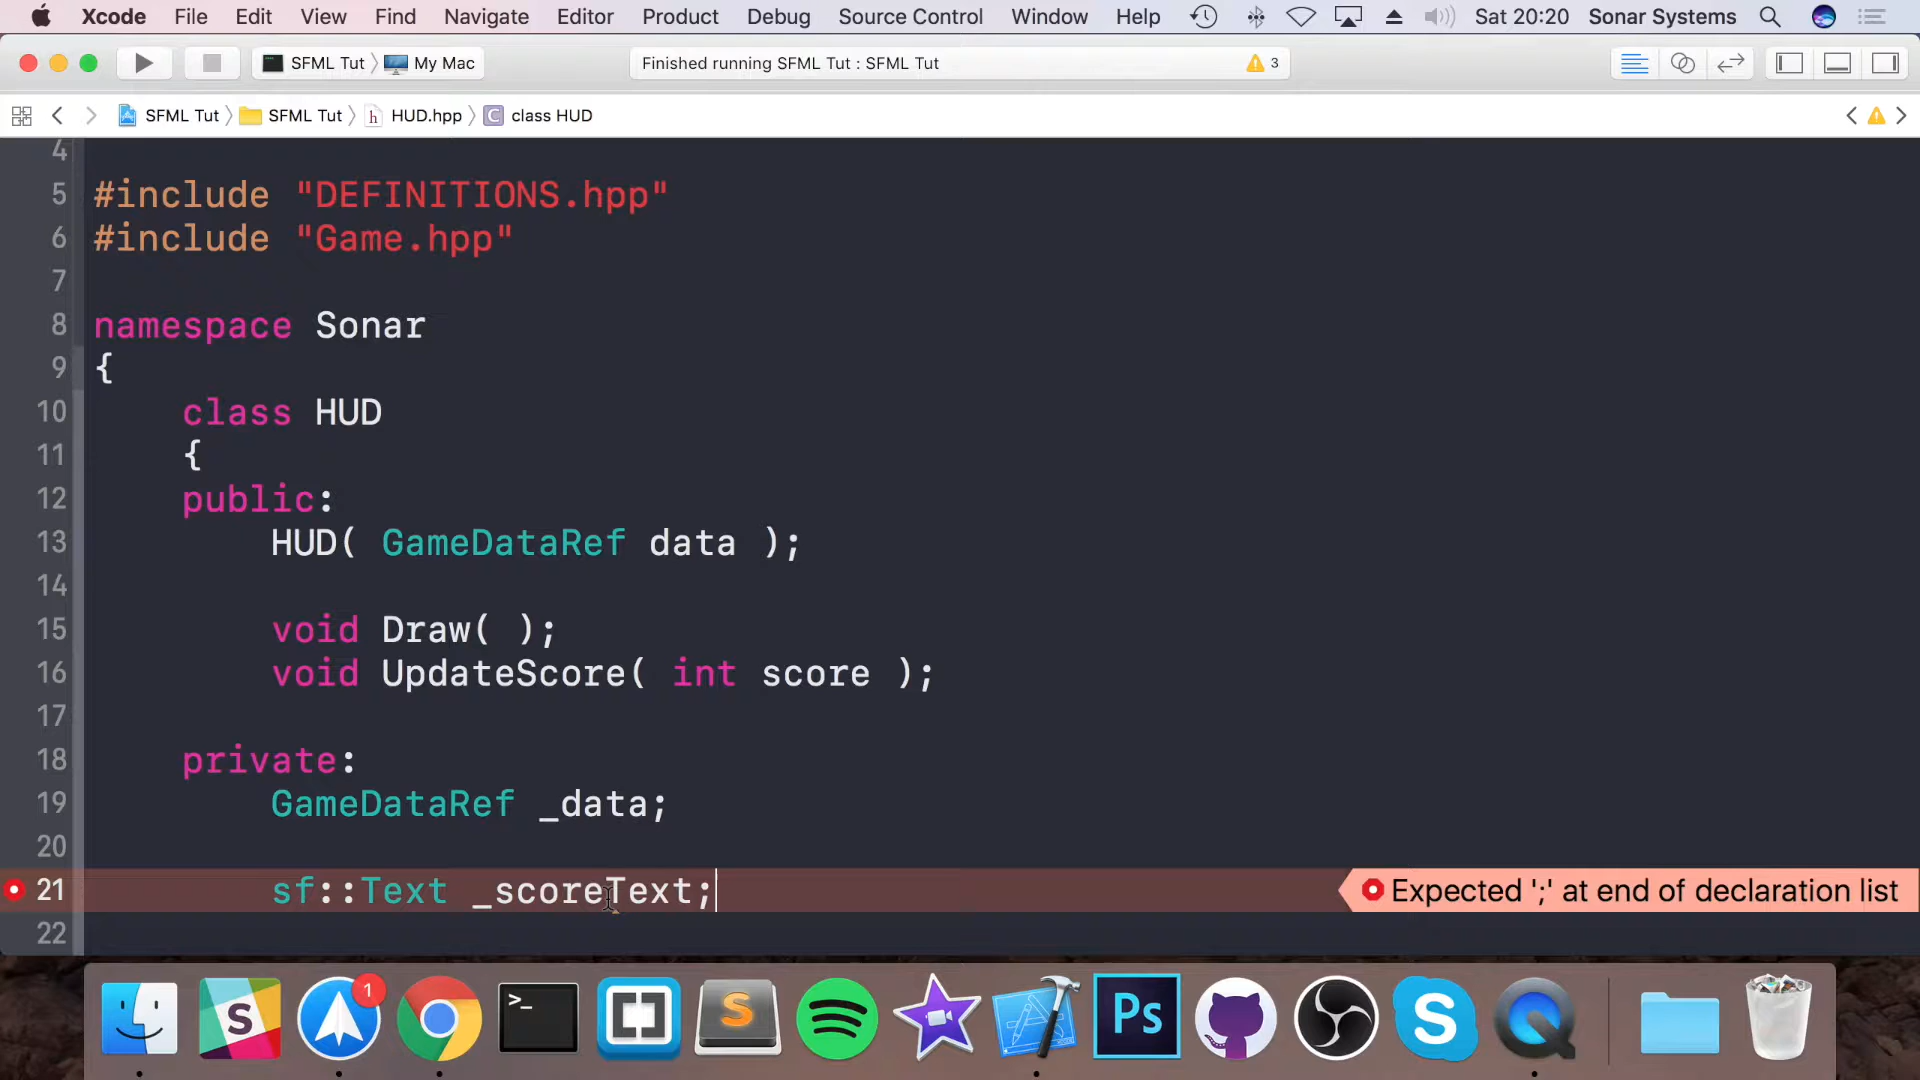 Xcode File Edit View Find Navigate Editor Product Debug Source Control Window Help Sat 20:20 Sonar Systems
SFML Tut My Mac Finished running SFML Tut : SFML Tut 3
SFML Tut SFML Tut h HUD.hpp C class HUD
4
5 #include "DEFINITIONS.hpp"
6 #include "Game.hpp"
7
8 namespace Sonar
9 {
10 class HUD
11 {
12 public:
13 HUD( GameDataRef data );
14
15 void Draw( );
16 void UpdateScore( int score );
17
18 private:
19 GameDataRef _data;
20
21 sf::Text _scoreText; Expected ';' at end of declaration list
22
S 1 >_ S Ps S